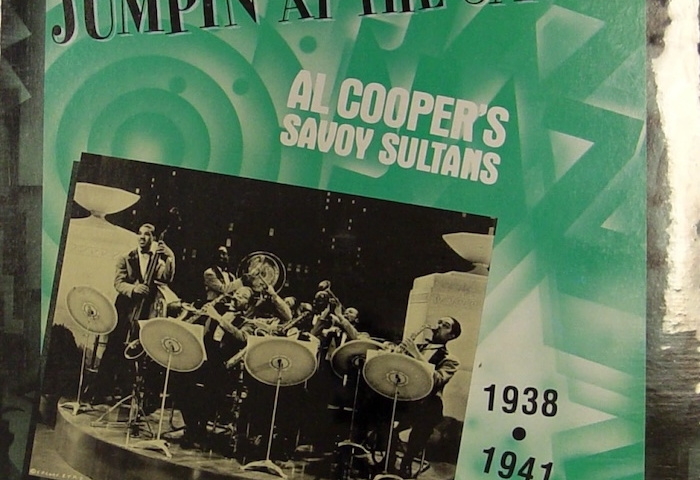 JUMPIN' AT THE
AL COOPER'S
SAVOY SULTANS
1938
•
1941